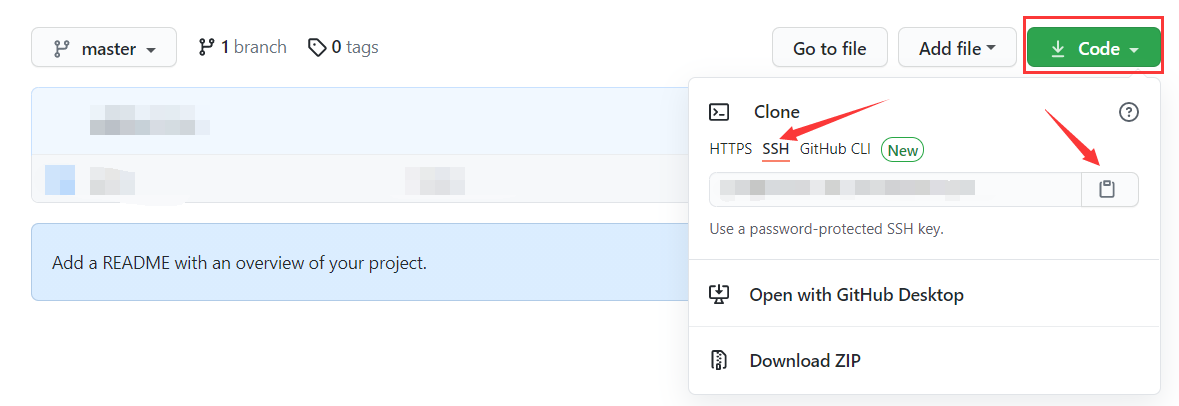 master 1 branch 0 tags Go to file Add file Code
Clone
HTTPS SSH GitHub CLI New
Use a password-protected SSH key.
Add a README with an overview of your project.
Open with GitHub Desktop
Download ZIP